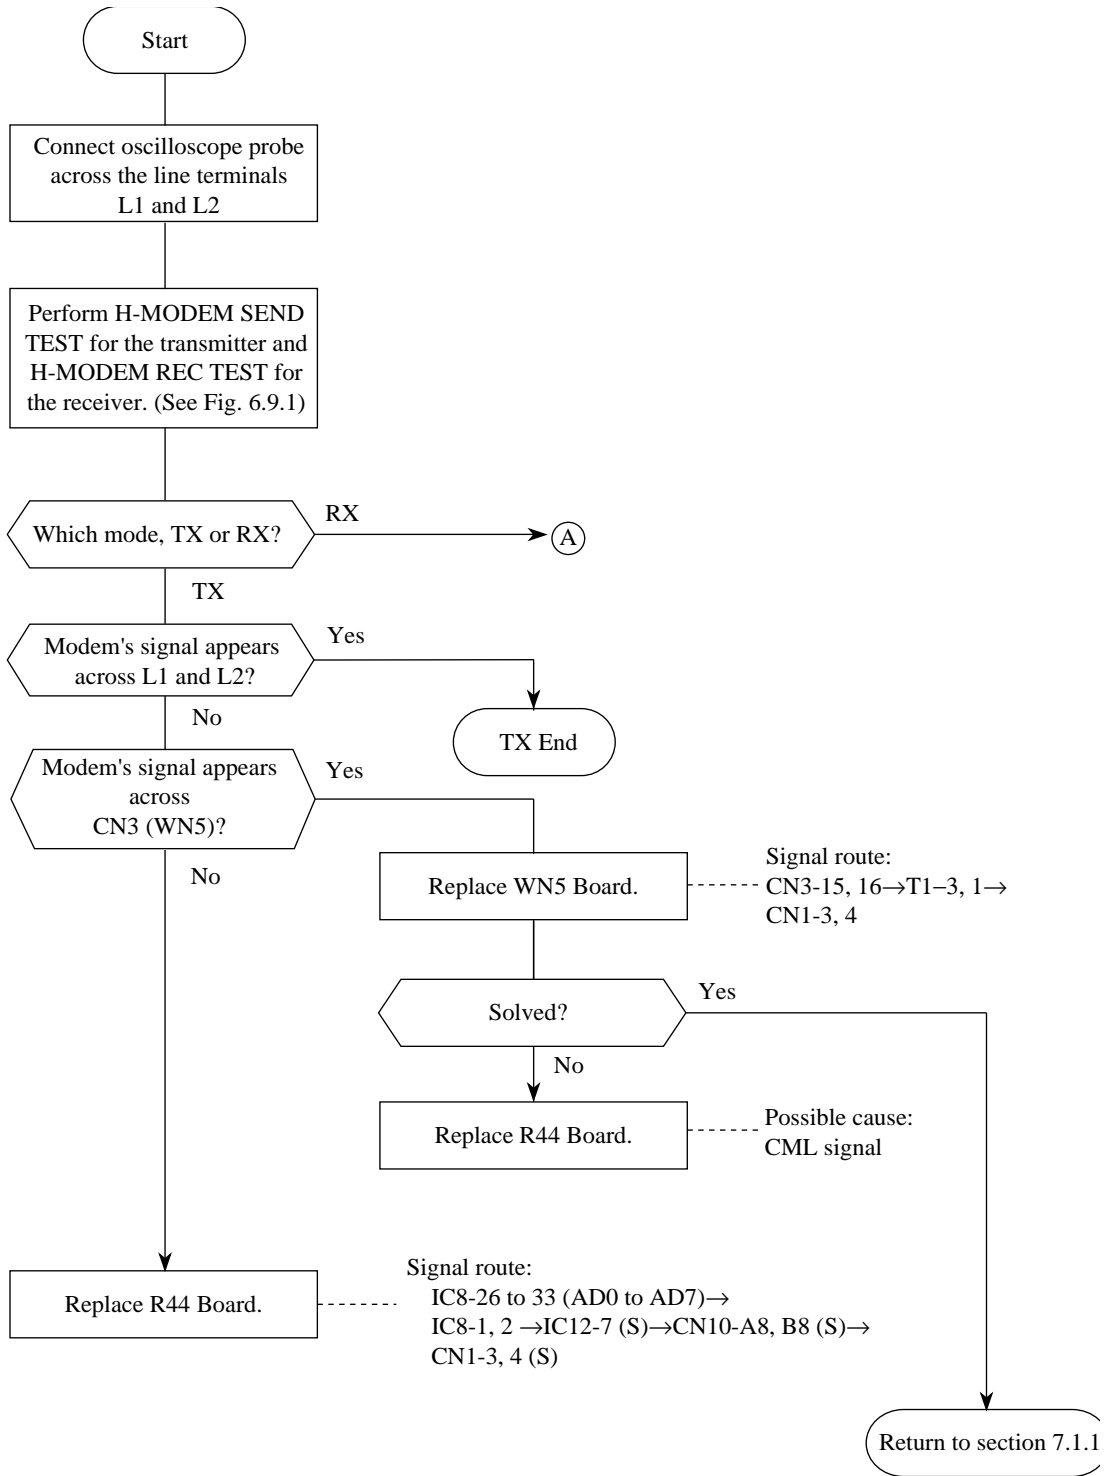 Start
Connect oscilloscope probe
across the line terminals
L1 and L2
Perform H-MODEM SEND
TEST for the transmitter and
H-MODEM REC TEST for
the receiver. (See Fig. 6.9.1)
Which mode, TX or RX?
RX
A
TX
Modem's signal appears
across L1 and L2?
Yes
No
TX End
Modem's signal appears
across
CN3 (WN5)?
Yes
No
Replace WN5 Board.
Signal route:
CN3-15, 16→T1−3, 1→
CN1-3, 4
Solved?
Yes
No
Replace R44 Board.
Possible cause:
CML signal
Replace R44 Board.
Signal route:
IC8-26 to 33 (AD0 to AD7)→
IC8-1, 2 →IC12-7 (S)→CN10-A8, B8 (S)→
CN1-3, 4 (S)
Return to section 7.1.1